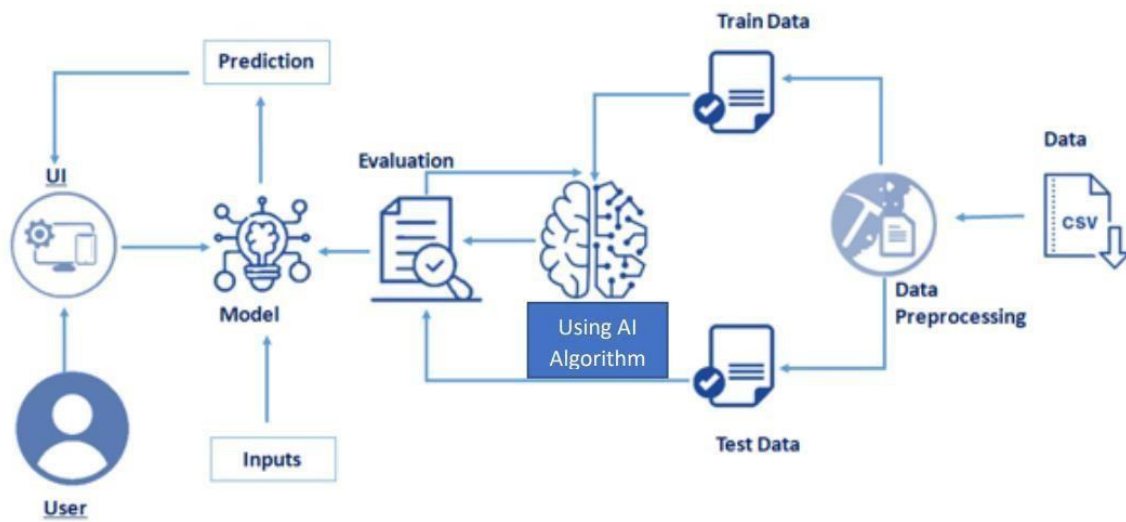 Train Data
Prediction
Data
Evaluation
UI
CSV
Data
Preprocessing
Model
Using AI
Algorithm
Inputs
Test Data
User